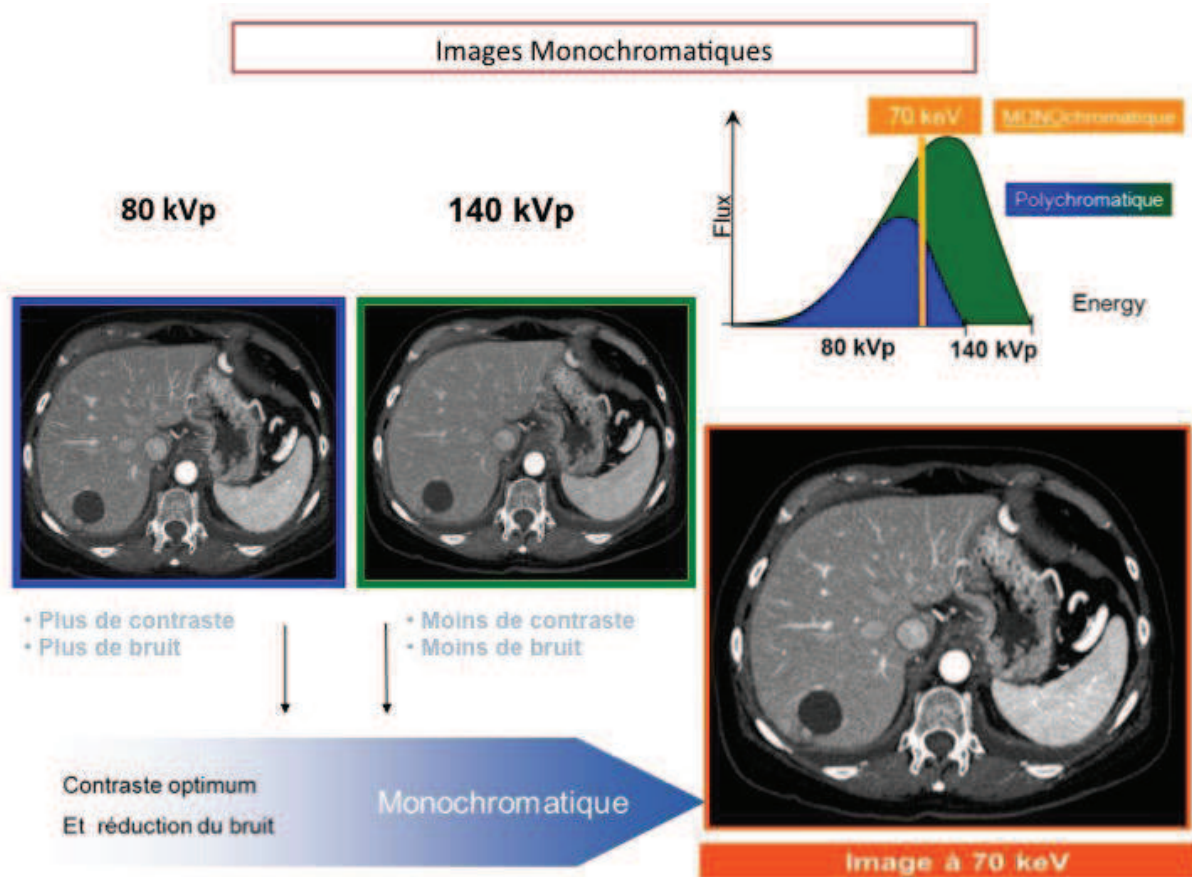 Images Monochromatiques
70 keV
MONOchromatique
80 kVp
140 kVp
Polychromatique
Flux
Energy
80 kVp
140 kVp
• Plus de contraste
• Plus de bruit
• Moins de contraste
• Moins de bruit
Contraste optimum
Et réduction du bruit
Monochromatique
Image à 70 keV